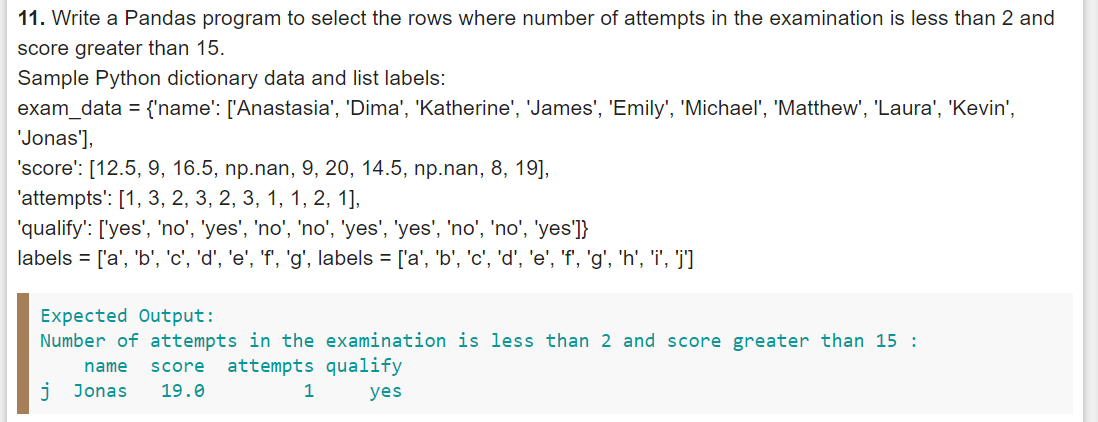 11. Write a Pandas program to select the rows where number of attempts in the examination is less than 2 and
score greater than 15.
Sample Python dictionary data and list labels:
exam_data = {'name': ['Anastasia', 'Dima', 'Katherine', 'James', 'Emily', 'Michael', 'Matthew', 'Laura', 'Kevin',
'Jonas'],
'score': [12.5, 9, 16.5, np.nan, 9, 20, 14.5, np.nan, 8, 19],
'attempts': [1, 3, 2, 3, 2, 3, 1, 1, 2, 1],
'qualify': ['yes', 'no', 'yes', 'no', 'no', 'yes', 'yes', 'no', 'no', 'yes']}
labels = ['a', 'b', 'c', 'd', 'e', 'f', 'g', labels = ['a', 'b', 'c', 'd', 'e', 'f', 'g', 'h', 'i', 'j']
Expected Output:
Number of attempts in the examination is less than 2 and score greater than 15 :
name score attempts qualify
j Jonas 19.0 1 yes